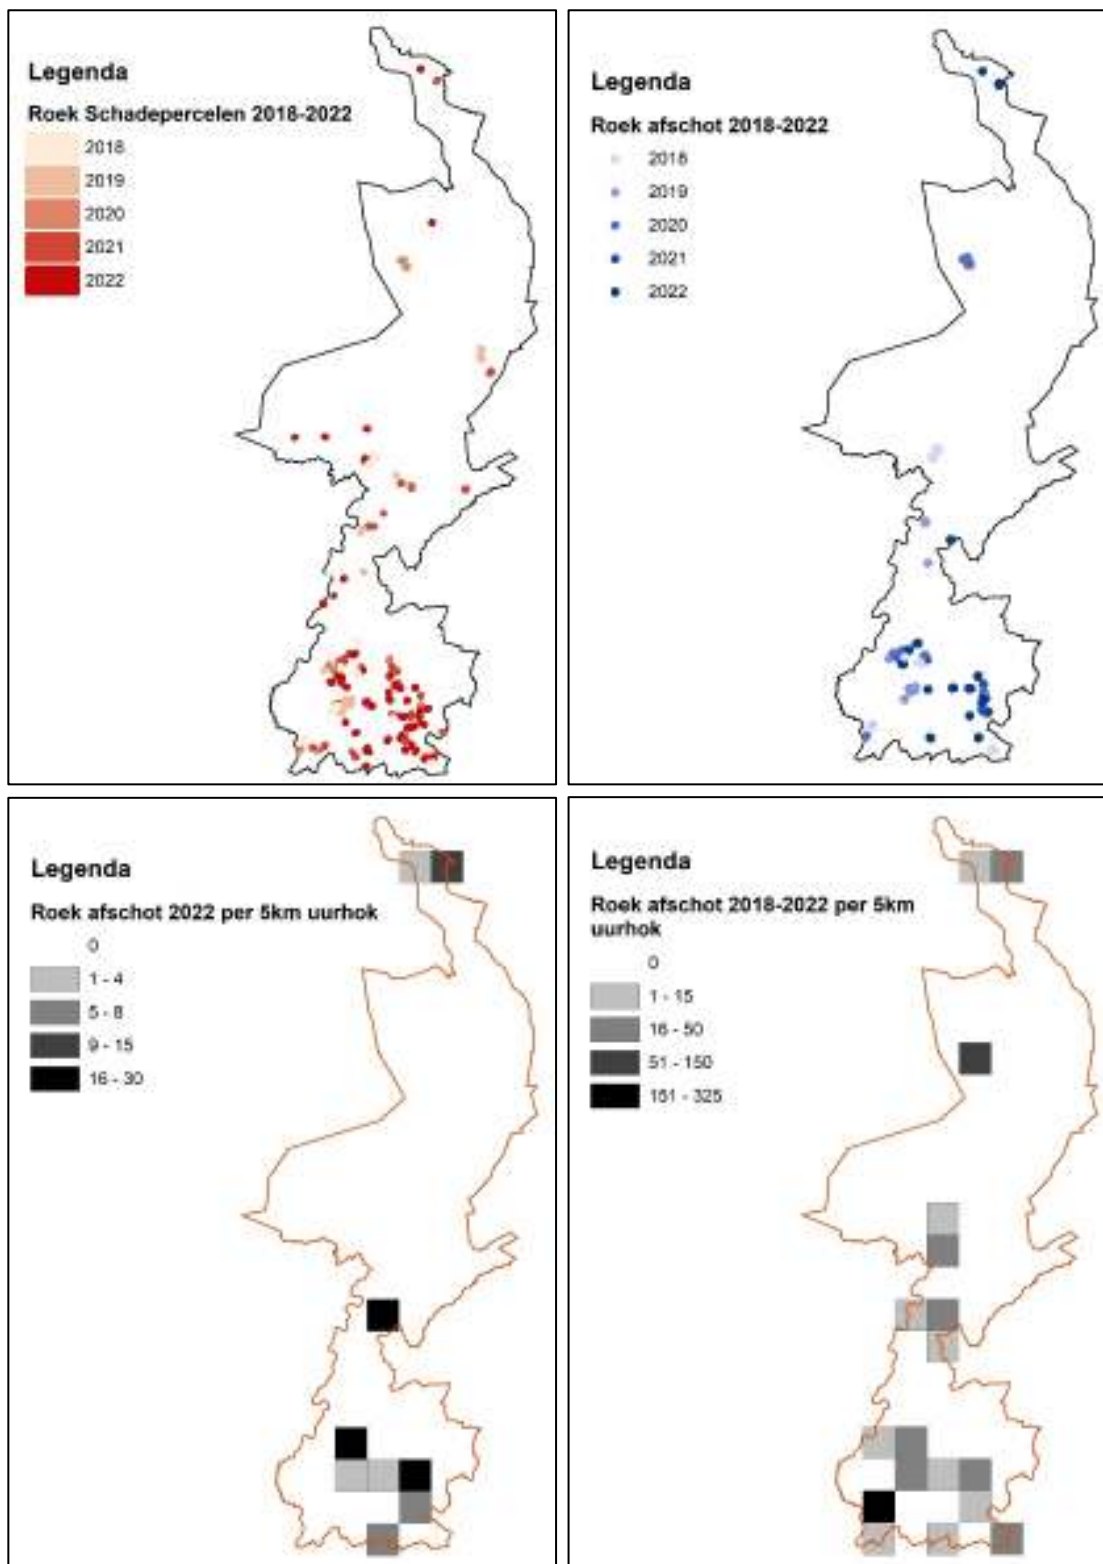 Legenda
Roek Schadepercelen 2018-2022
2018
2019
2020
2021
2022
Legenda
Roek afschot 2018-2022
2018
2019
2020
2021
2022
Legenda
Roek afschot 2022 per 5km uurhok
0
1 - 4
5 - 8
9 - 15
16 - 30
Legenda
Roek afschot 2018-2022 per 5km
uurhok
0
1 - 15
16 - 50
51 - 150
151 - 325